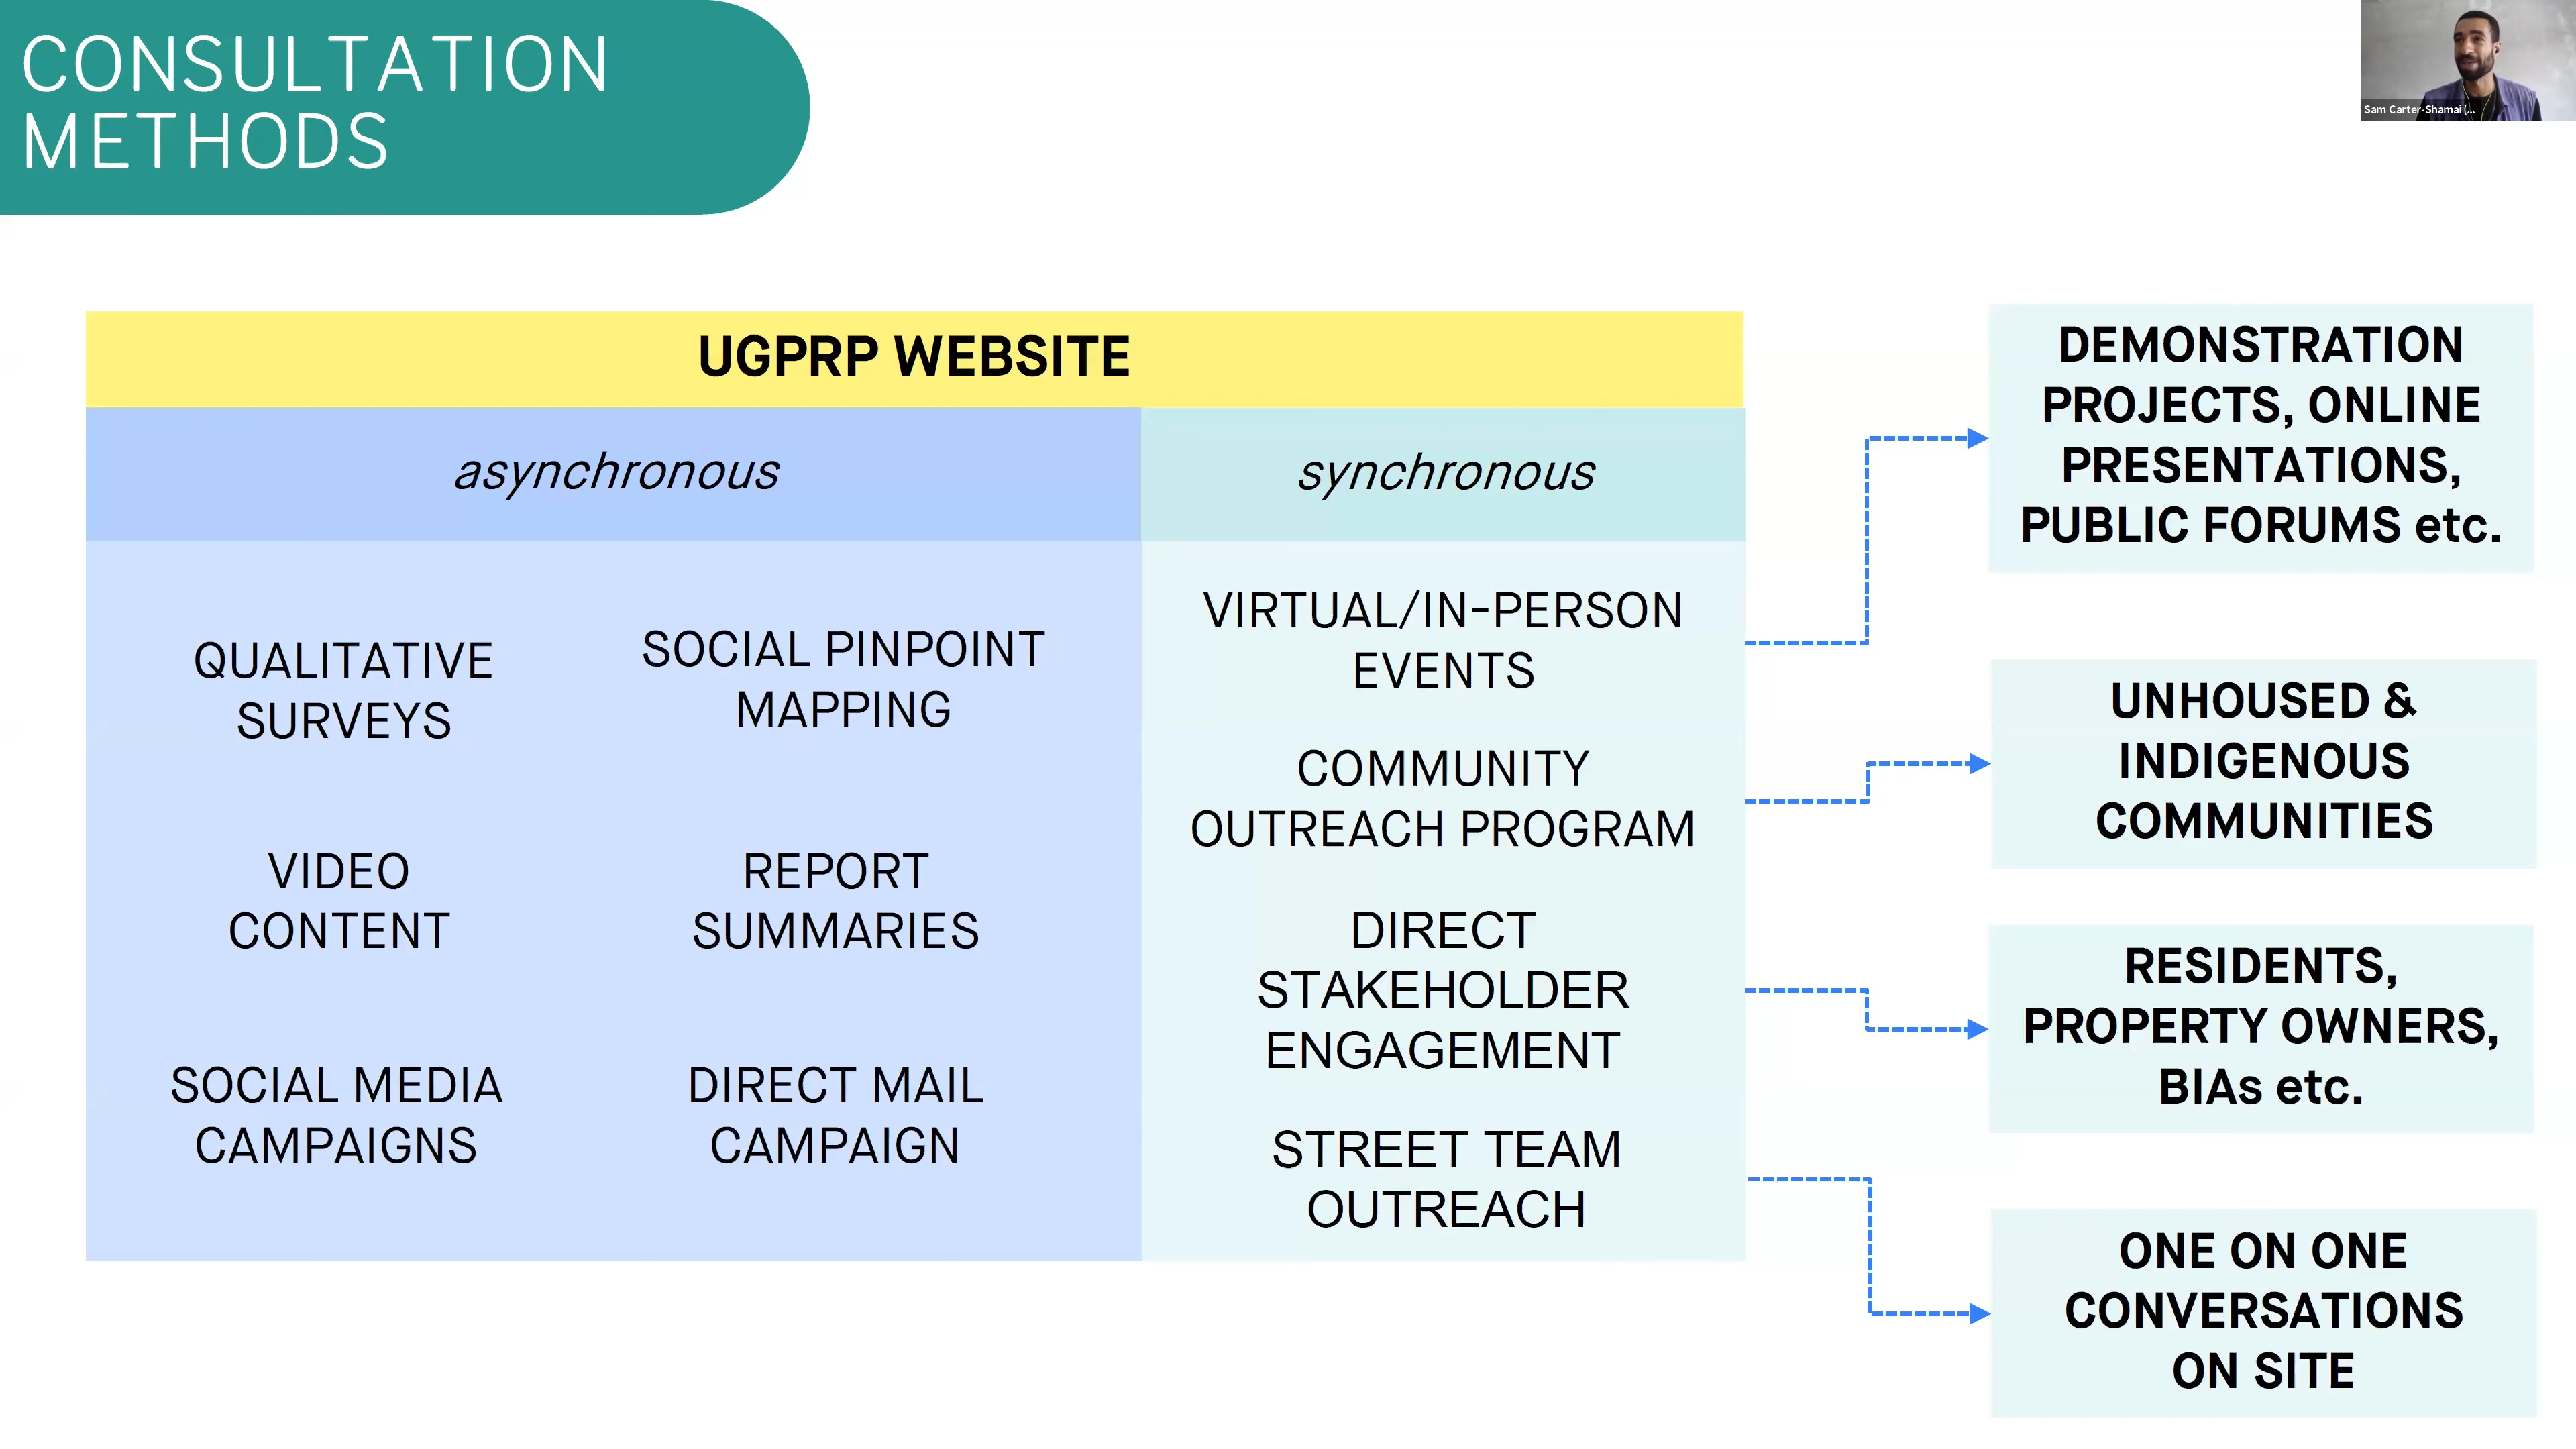 CONSULTATION
METHODS
Sam Carter-Shamai (...
UGPRP WEBSITE
asynchronous
synchronous
QUALITATIVE
SURVEYS
SOCIAL PINPOINT
MAPPING
VIDEO
CONTENT
REPORT
SUMMARIES
SOCIAL MEDIA
CAMPAIGNS
DIRECT MAIL
CAMPAIGN
VIRTUAL/IN-PERSON
EVENTS
COMMUNITY
OUTREACH PROGRAM
DIRECT
STAKEHOLDER
ENGAGEMENT
STREET TEAM
OUTREACH
DEMONSTRATION
PROJECTS, ONLINE
PRESENTATIONS,
PUBLIC FORUMS etc.
UNHOUSED &
INDIGENOUS
COMMUNITIES
RESIDENTS,
PROPERTY OWNERS,
BIAs etc.
ONE ON ONE
CONVERSATIONS
ON SITE